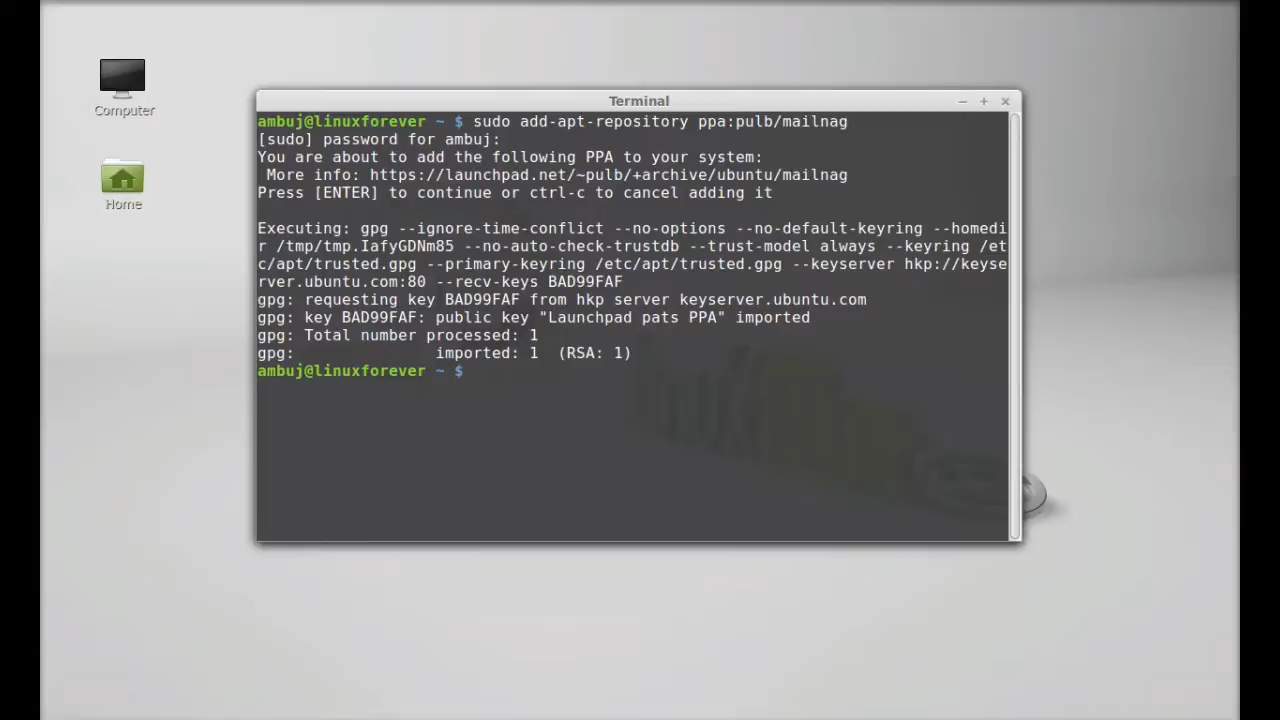 Computer
Home
Terminal
ambuj@linuxforever ~ $ sudo add-apt-repository ppa:pulb/mailnag
[sudo] password for ambuj:
You are about to add the following PPA to your system:
 More info: https://launchpad.net/~pulb/+archive/ubuntu/mailnag
Press [ENTER] to continue or ctrl-c to cancel adding it
Executing: gpg --ignore-time-conflict --no-options --no-default-keyring --homedi
r /tmp/tmp.IafyGDNm85 --no-auto-check-trustdb --trust-model always --keyring /et
c/apt/trusted.gpg --primary-keyring /etc/apt/trusted.gpg --keyserver hkp://keyse
rver.ubuntu.com:80 --recv-keys BAD99FAF
gpg: requesting key BAD99FAF from hkp server keyserver.ubuntu.com
gpg: key BAD99FAF: public key "Launchpad pats PPA" imported
gpg: Total number processed: 1
gpg:               imported: 1  (RSA: 1)
ambuj@linuxforever ~ $